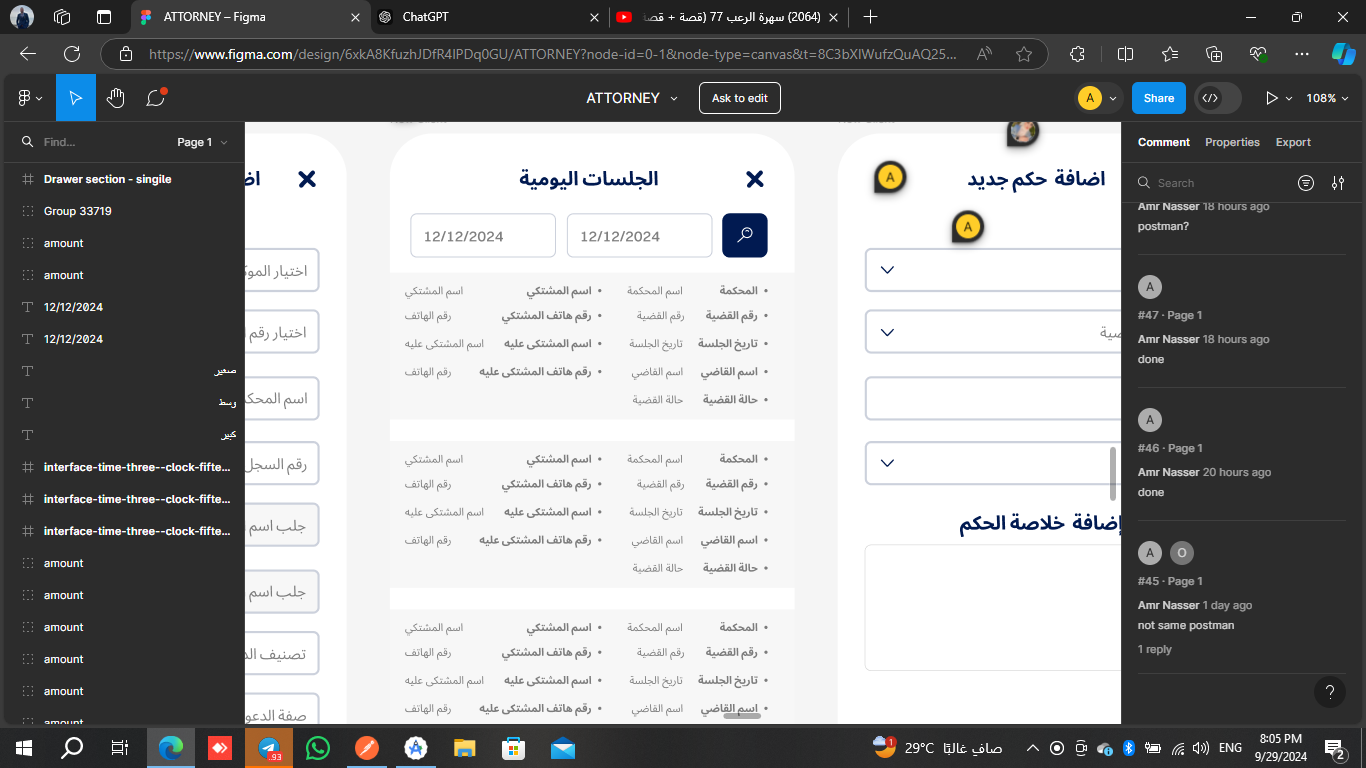 ATTORNEY – Figma
ChatGPT
(2064) سهرة الرعب 77 (قصة + قصا
https://www.figma.com/design/6xkA8KfuzhJDfR4IPDq0GU/ATTORNEY?node-id=0-1&node-type=canvas&t=8C3bXIWufzQuAQ25...
ATTORNEY
Ask to edit
A
Share
108%
Find...
Page 1
Drawer section - singile
Group 33719
amount
amount
12/12/2024
12/12/2024
صغير
وسط
كبير
interface-time-three--clock-fifte...
interface-time-three--clock-fifte...
interface-time-three--clock-fifte...
amount
amount
amount
amount
amount
amount
اض
اختيار الموك
اختيار رقم ا
اسم المحك
رقم السجل
جلب اسم
جلب اسم
تصنيف الد
صفة الدعو
الجلسات اليومية
12/12/2024
12/12/2024
• المحكمة اسم المحكمة • اسم المشتكي اسم المشتكي
• رقم القضية رقم القضية • رقم هاتف المشتكي رقم الهاتف
• تاريخ الجلسة تاريخ الجلسة • اسم المشتكى عليه اسم المشتكى عليه
• اسم القاضي اسم القاضي • رقم هاتف المشتكى عليه رقم الهاتف
• حالة القضية حالة القضية
• المحكمة اسم المحكمة • اسم المشتكي اسم المشتكي
• رقم القضية رقم القضية • رقم هاتف المشتكي رقم الهاتف
• تاريخ الجلسة تاريخ الجلسة • اسم المشتكى عليه اسم المشتكى عليه
• اسم القاضي اسم القاضي • رقم هاتف المشتكى عليه رقم الهاتف
• حالة القضية حالة القضية
• المحكمة اسم المحكمة • اسم المشتكي اسم المشتكي
• رقم القضية رقم القضية • رقم هاتف المشتكي رقم الهاتف
• تاريخ الجلسة تاريخ الجلسة • اسم المشتكى عليه اسم المشتكى عليه
• اسم القاضي اسم القاضي • رقم هاتف المشتكى عليه رقم الهاتف
اضافة حكم جديد
A
A
ضية
إضافة خلاصة الحكم
Comment
Properties
Export
Search
Amr Nasser 18 hours ago
postman?
A
#47 · Page 1
Amr Nasser 18 hours ago
done
A
#46 · Page 1
Amr Nasser 20 hours ago
done
A O
#45 · Page 1
Amr Nasser 1 day ago
not same postman
1 reply
?
..93
1
29°C صافٍ غالبًا
ENG
8:05 PM
9/29/2024
2